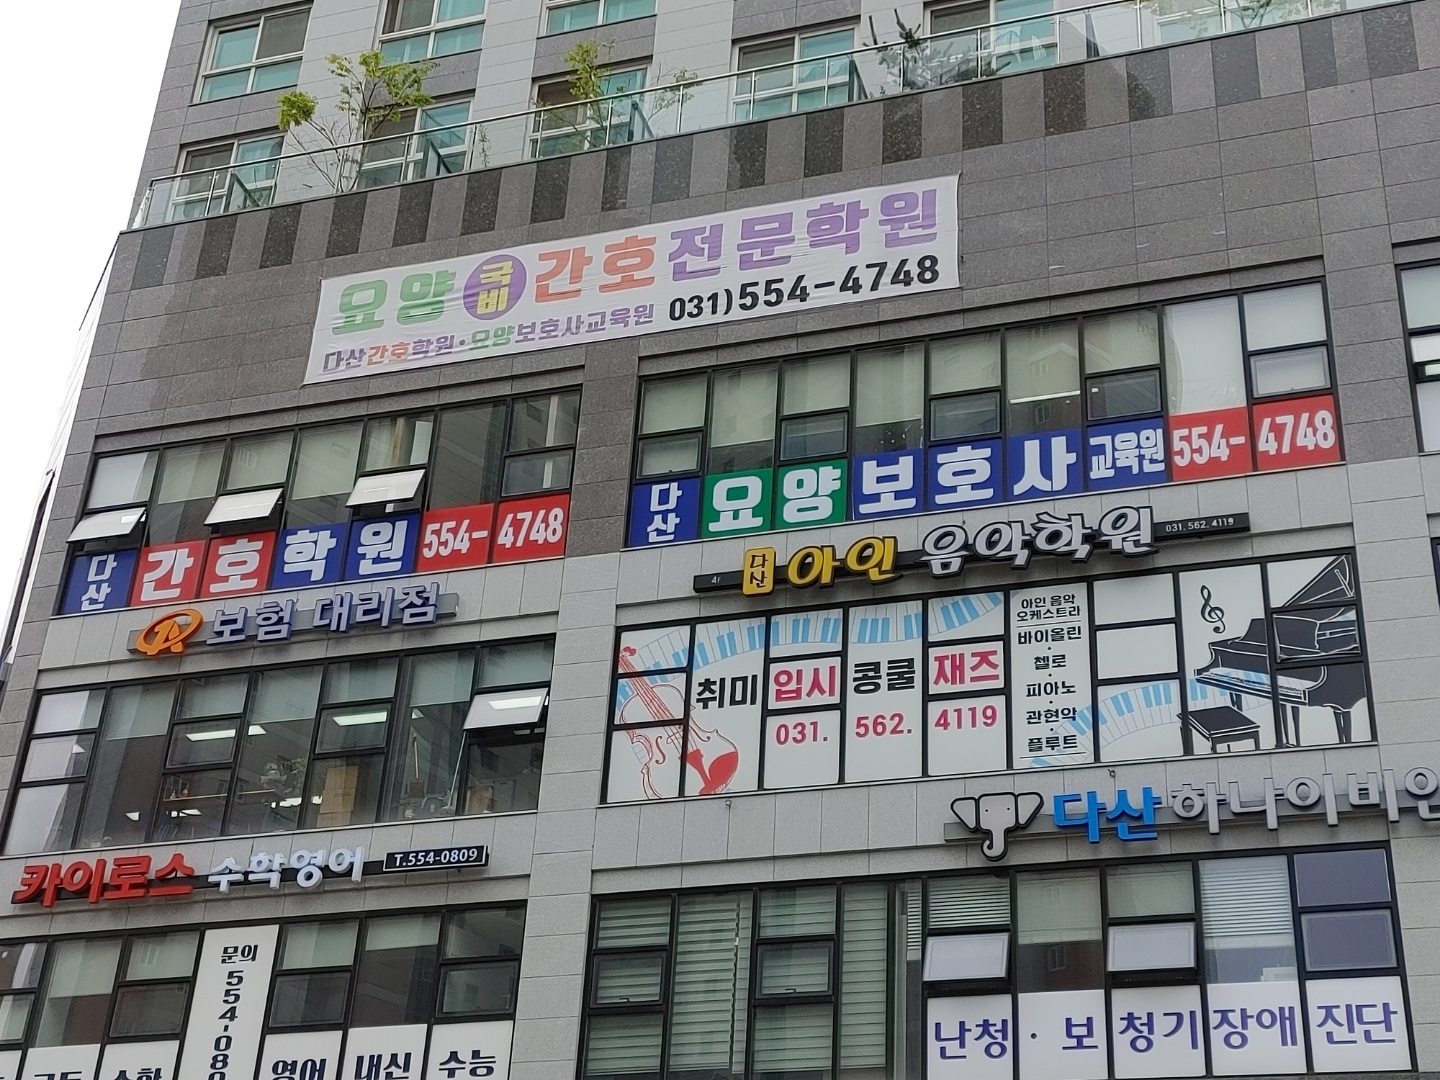 요양 국비 간호전문학원
다산간호학원·요양보호사교육원 031)554-4748
다산 간호학원 554-4748
다산 요양보호사 교육원 554-4748
보험 대리점
4F 다산 아인 음악학원 031. 562. 4119
취미 입시 콩쿨 재즈
031. 562. 4119
아인 음악
오케스트라
바이올린
·
첼로
·
피아노
·
관현악
·
플루트
다산 하나이비인
카이로스 수학영어 T.554-0809
문의
554-080
수학 영어 내신 수능
난청·보청기 장애 진단